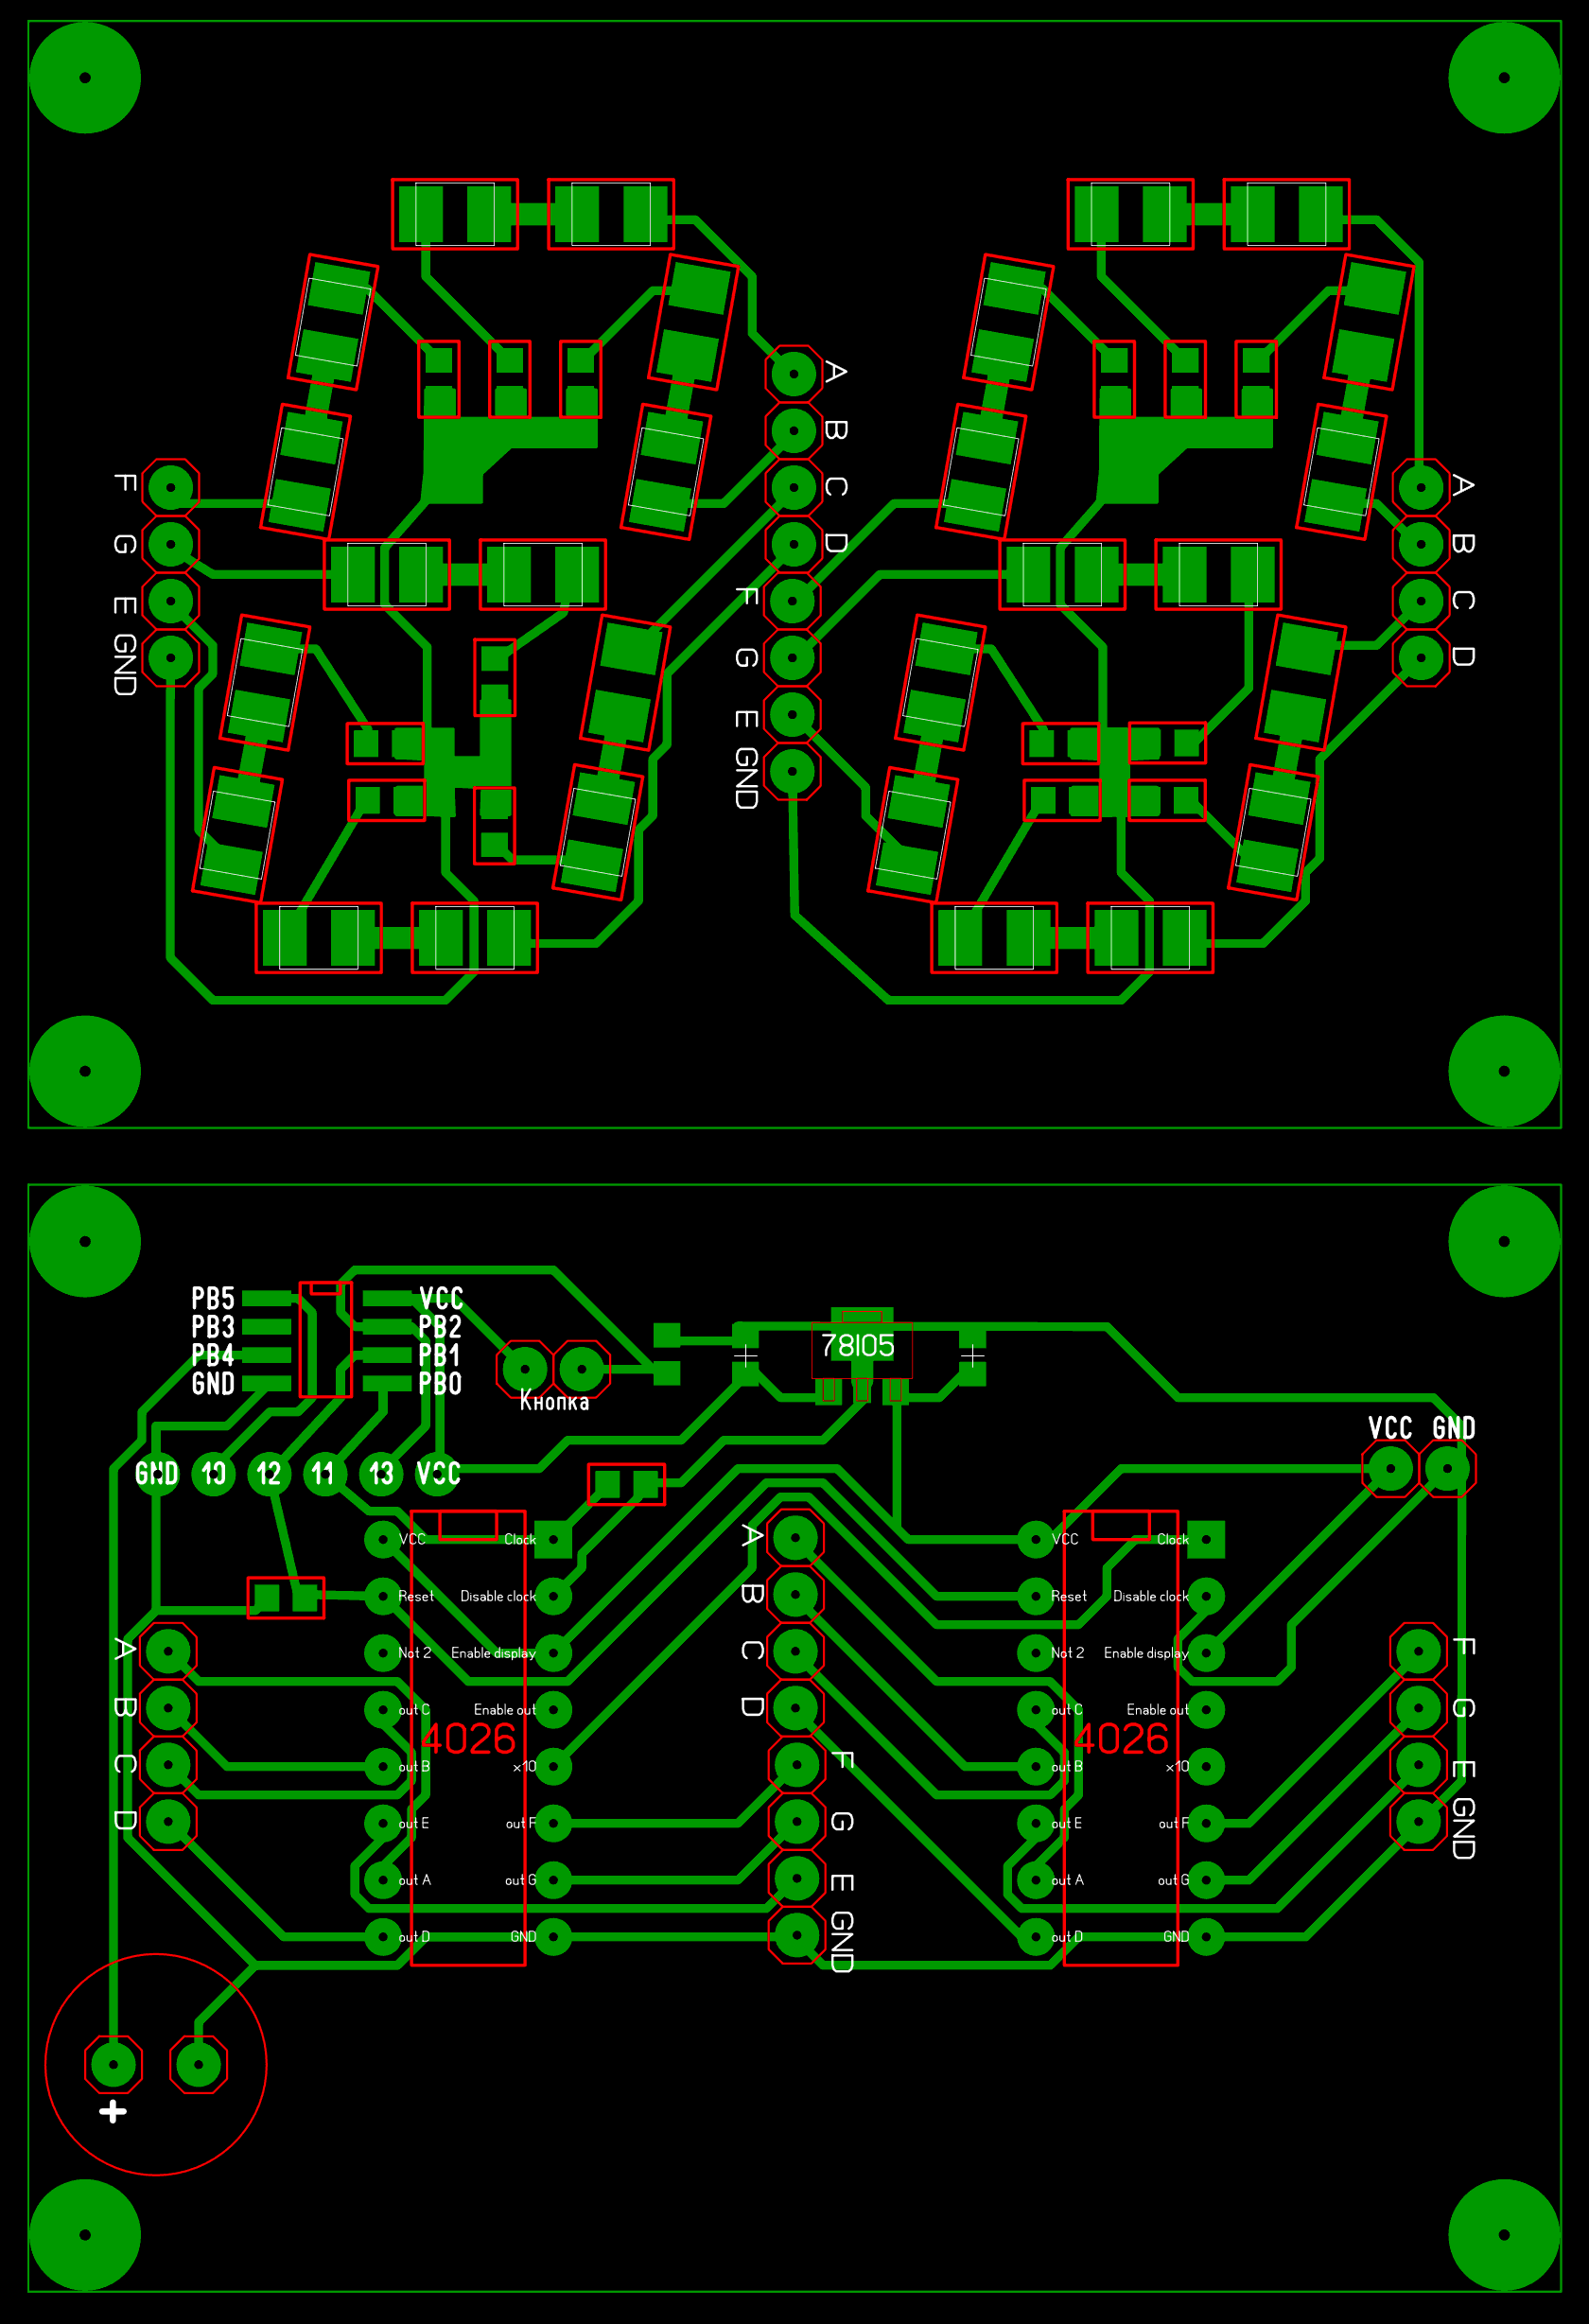 A
B
C
D
F
G
E
GND
F
G
E
GND
A
B
C
D
PB5
PB3
PB4
GND
VCC
PB2
PB1
PB0
Кнопка
78L05
VCC GND
GND 10 12 11 13 VCC
VCC Clock
Reset Disable clock
Not 2 Enable display
out C Enable out
4026
out B x10
out E out F
out A out G
out D GND
A
B
C
D
A
B
C
D
F
G
E
GND
VCC Clock
Reset Disable clock
Not 2 Enable display
out C Enable out
4026
out B x10
out E out F
out A out G
out D GND
F
G
E
GND
+